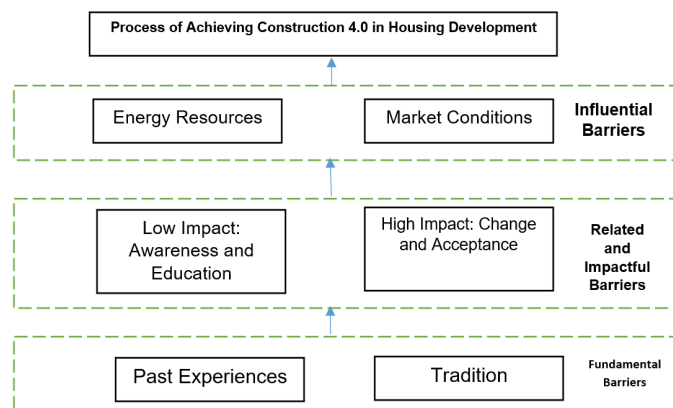 Process of Achieving Construction 4.0 in Housing Development
Energy Resources
Market Conditions
Influential
Barriers
Low Impact:
Awareness and
Education
High Impact: Change
and Acceptance
Related
and
Impactful
Barriers
Past Experiences
Tradition
Fundamental
Barriers